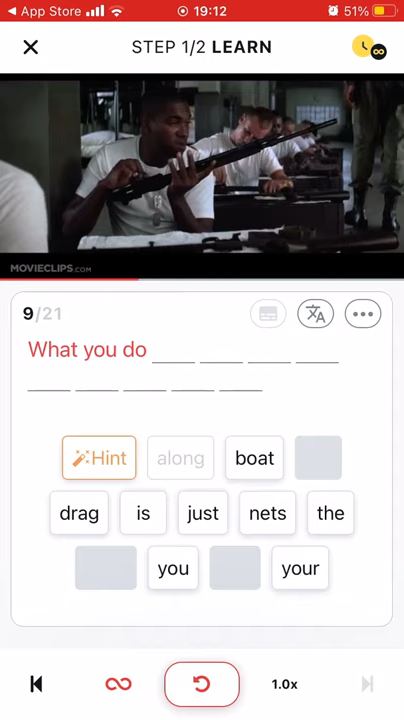 App Store 19:12 51%
STEP 1/2 LEARN
MOVIECLIPS.COM
9/21
What you do
Hint along boat
drag is just nets the
you your
1.0x